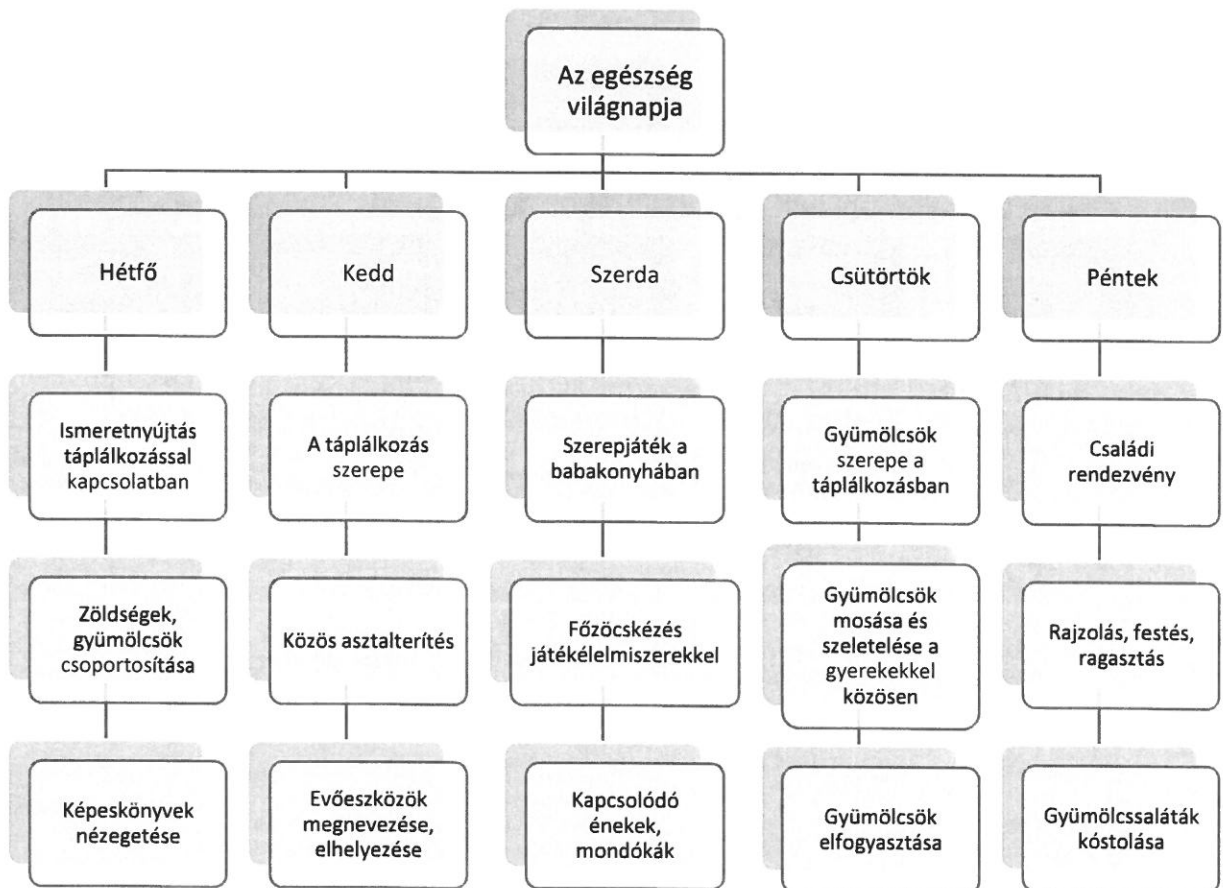 Az egészség
világnapja
Hétfő
Kedd
Szerda
Csütörtök
Péntek
Ismeretnyújtás
táplálkozással
kapcsolatban
A táplálkozás
szerepe
Szerepjáték a
babakonyhában
Gyümölcsök
szerepe a
táplálkozásban
Családi
rendezvény
Zöldségek,
gyümölcsök
csoportosítása
Közös asztalterítés
Főzöcskézés
játékélelmiszerekkel
Gyümölcsök
mosása és
szeletelése a
gyerekekkel
közösen
Rajzolás, festés,
ragasztás
Képeskönyvek
nézegetése
Evőeszközök
megnevezése,
elhelyezése
Kapcsolódó
énekek,
mondókák
Gyümölcsök
elfogyasztása
Gyümölcssaláták
kóstolása